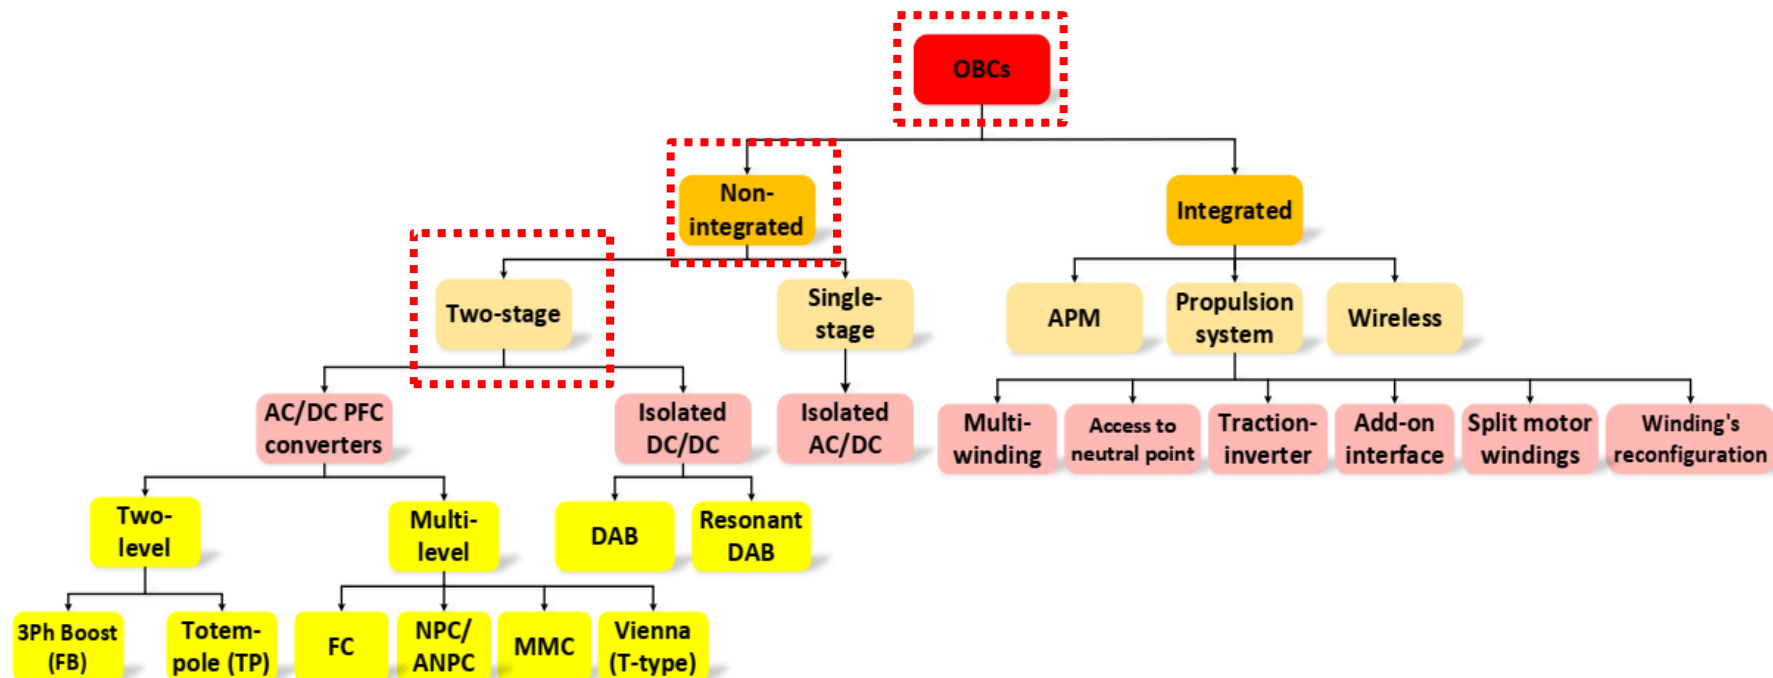 OBCs
Non-
integrated
Integrated
Two-stage
Single-
stage
APM
Propulsion
system
Wireless
AC/DC PFC
converters
Isolated
DC/DC
Isolated
AC/DC
Multi-
winding
Access to
neutral point
Traction-
inverter
Add-on
interface
Split motor
windings
Winding's
reconfiguration
Two-
level
Multi-
level
DAB
Resonant
DAB
3Ph Boost
(FB)
Totem-
pole (TP)
FC
NPC/
ANPC
MMC
Vienna
(T-type)